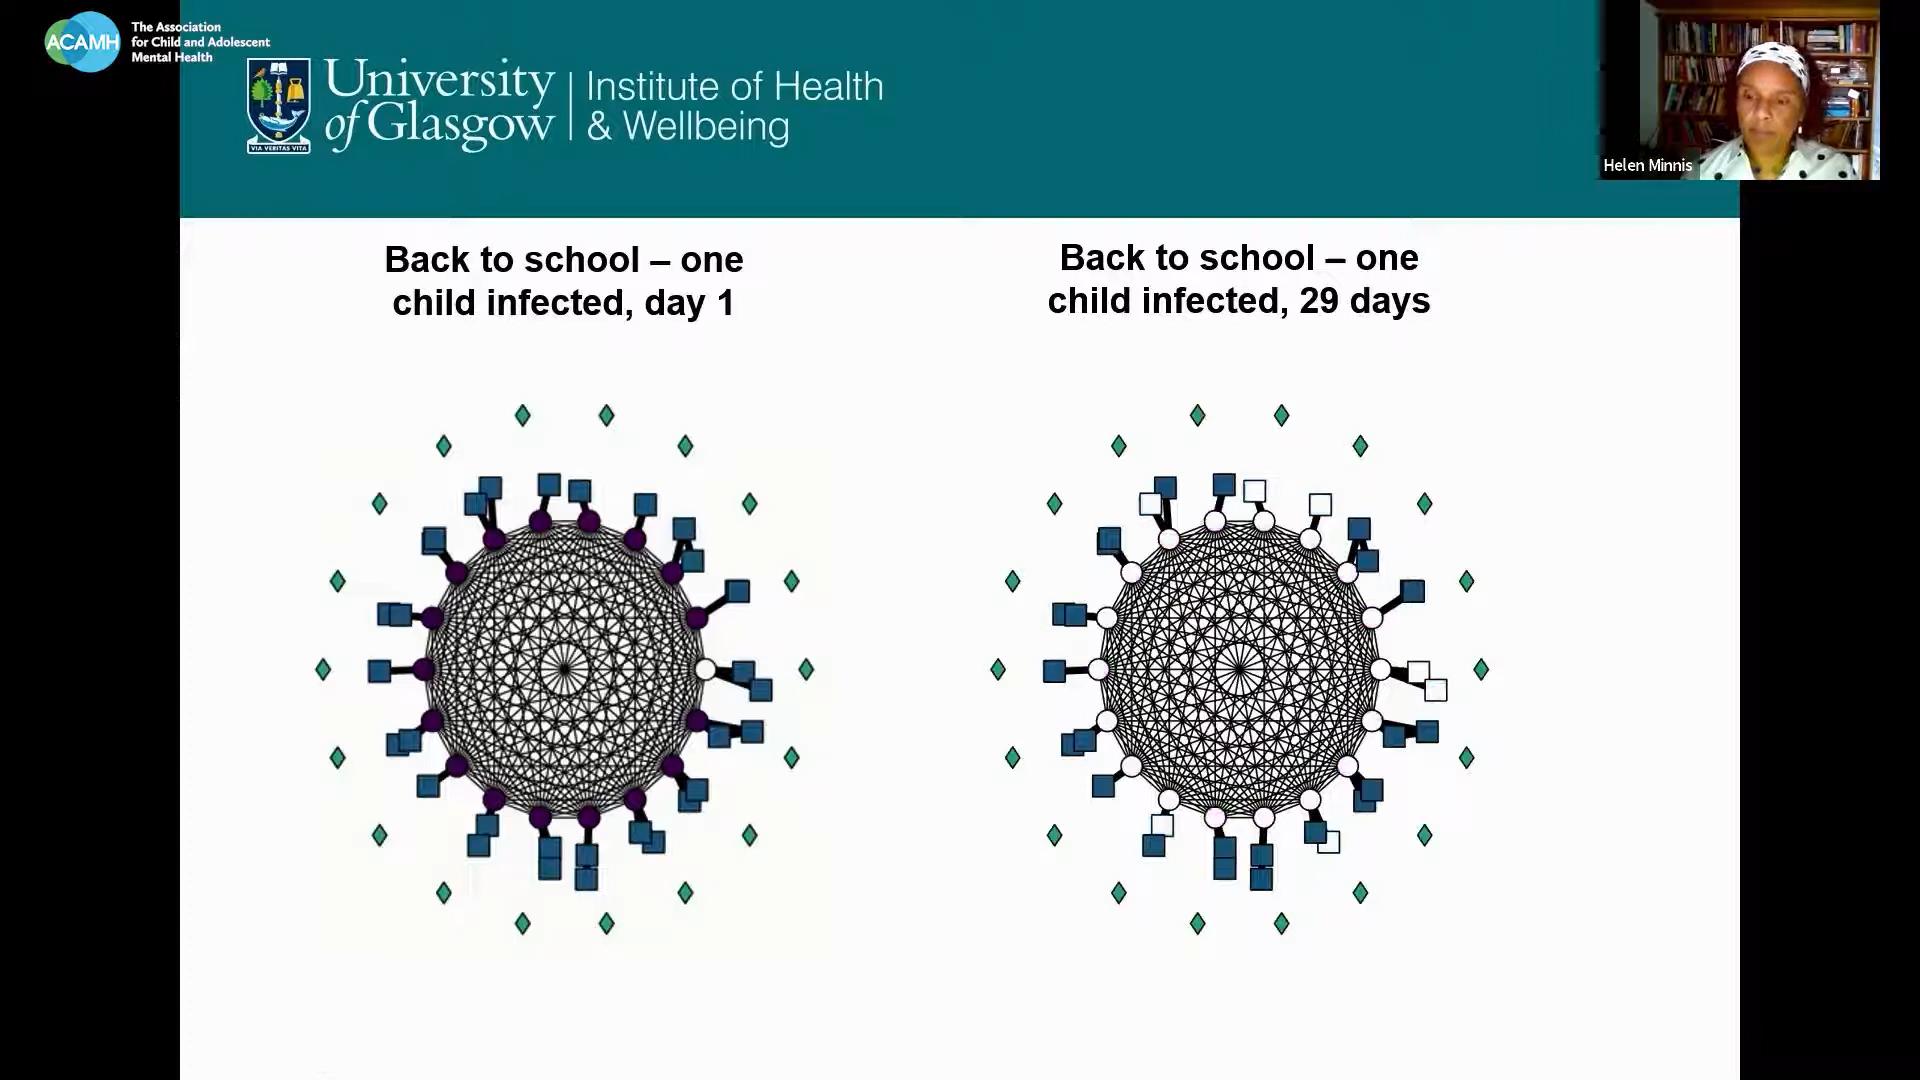 ACAMH
The Association
for Child and Adolescent
Mental Health
University
of Glasgow
Institute of Health
& Wellbeing
VIA VERITAS VITA
Helen Minnis
Back to school – one
child infected, day 1
Back to school – one
child infected, 29 days